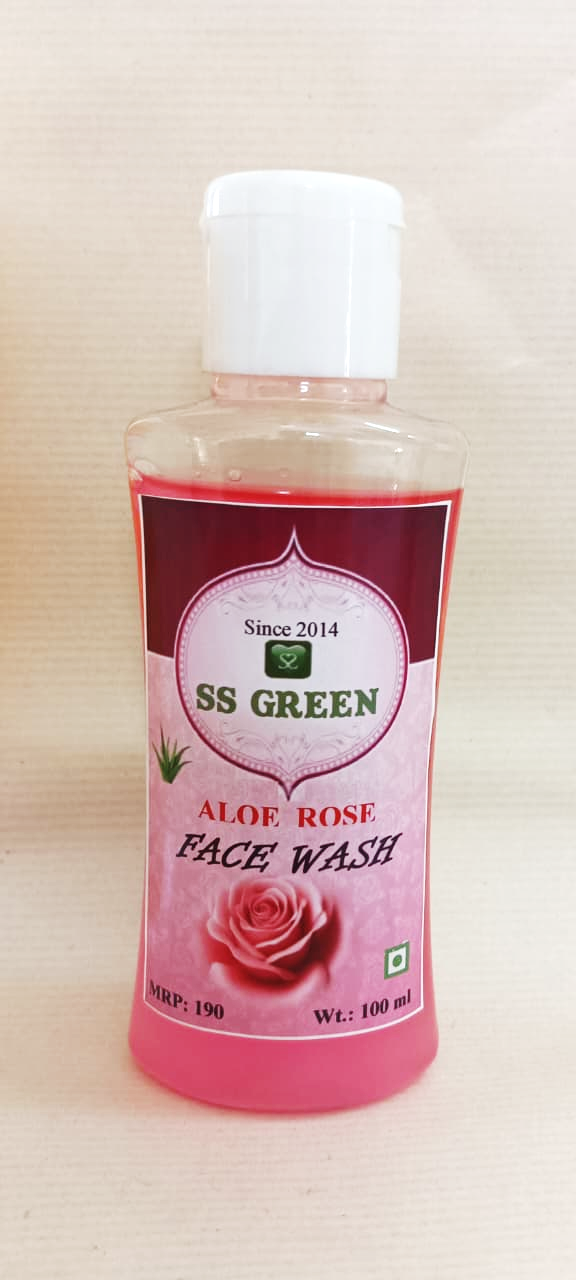 Since 2014
SS GREEN
ALOE ROSE
FACE WASH
MRP: 190
Wt.: 100 ml